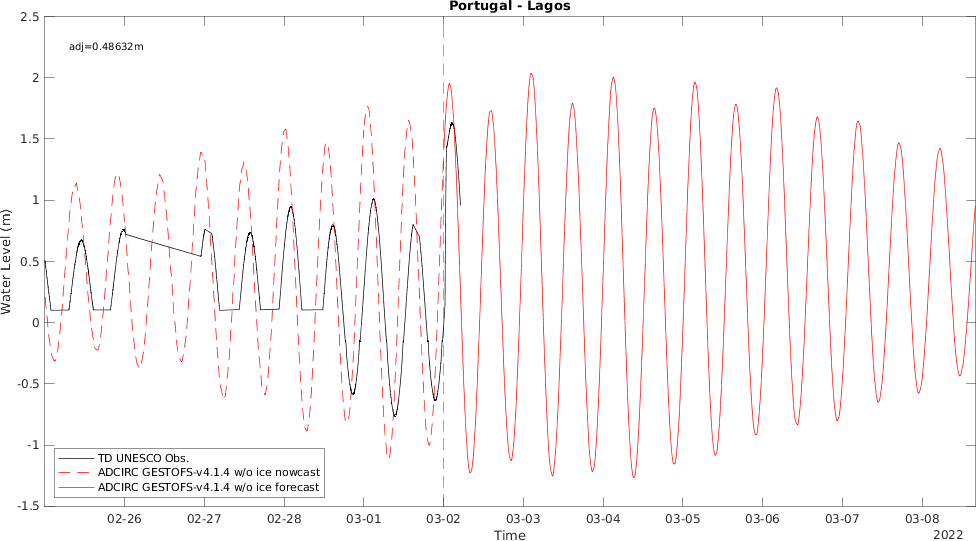 Portugal - Lagos
adj=0.48632m
2.5
2
1.5
1
0.5
0
-0.5
-1
-1.5
Water Level (m)
TD UNESCO Obs.
ADCIRC GESTOFS-v4.1.4 w/o ice nowcast
ADCIRC GESTOFS-v4.1.4 w/o ice forecast
02-26 02-27 02-28 03-01 03-02 03-03 03-04 03-05 03-06 03-07 03-08
Time
2022